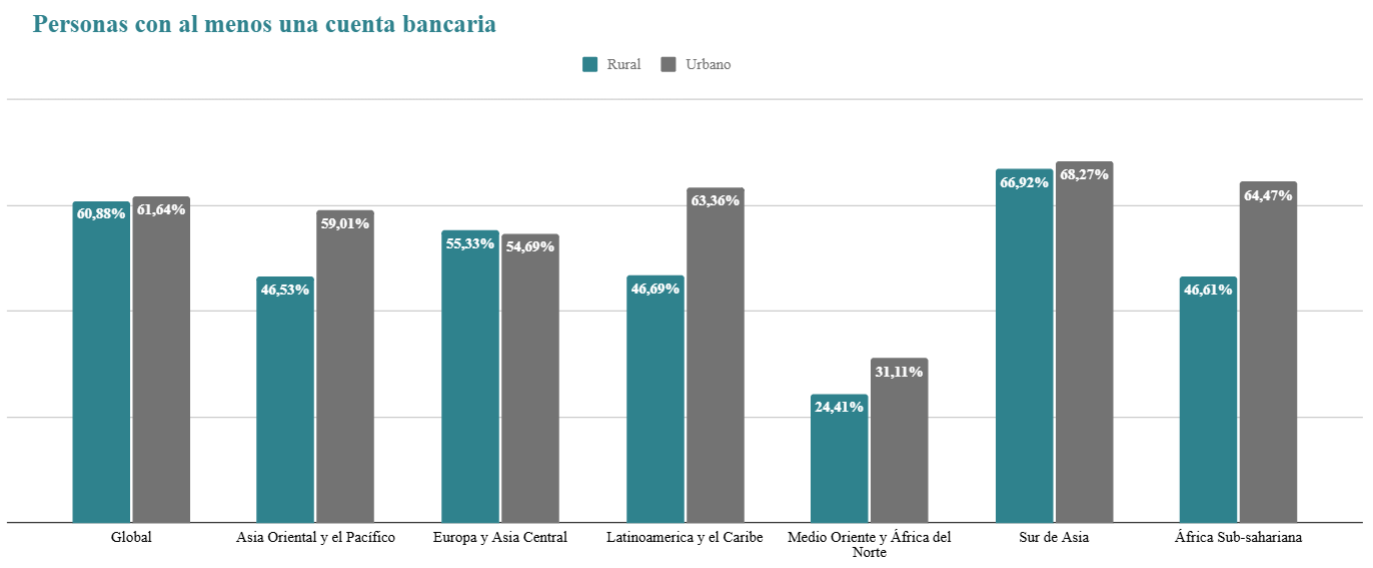 Personas con al menos una cuenta bancaria
Rural Urbano
60,88% 61,64%
46,53% 59,01%
55,33% 54,69%
46,69% 63,36%
24,41% 31,11%
66,92% 68,27%
46,61% 64,47%
Global
Asia Oriental y el Pacífico
Europa y Asia Central
Latinoamerica y el Caribe
Medio Oriente y África del
Norte
Sur de Asia
África Sub-sahariana